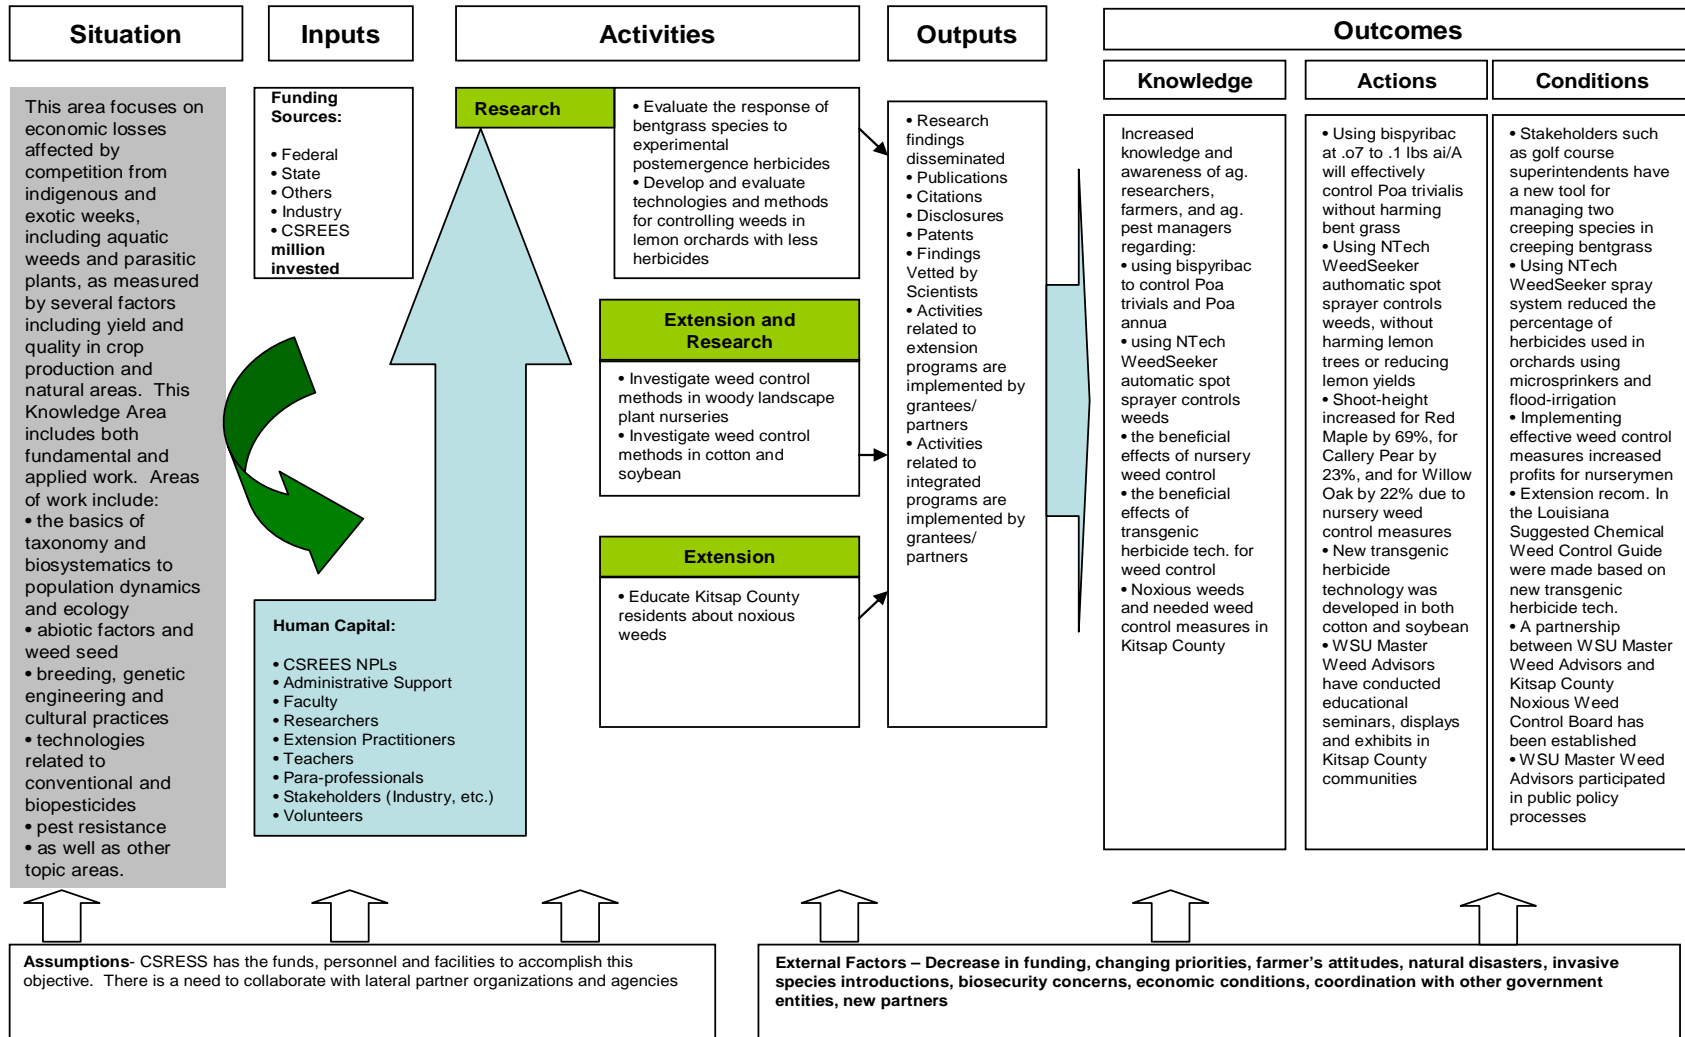 Situation
Inputs
Activities
Outputs
Outcomes
Knowledge
Actions
Conditions
This area focuses on
economic losses
affected by
competition from
indigenous and
exotic weeks,
including aquatic
weeds and parasitic
plants, as measured
by several factors
including yield and
quality in crop
production and
natural areas. This
Knowledge Area
includes both
fundamental and
applied work. Areas
of work include:
• the basics of
taxonomy and
biosystematics to
population dynamics
and ecology
• abiotic factors and
weed seed
• breeding, genetic
engineering and
cultural practices
• technologies
related to
conventional and
biopesticides
• pest resistance
• as well as other
topic areas.
Funding
Sources:
• Federal
• State
• Others
• Industry
• CSREES
million
invested
Human Capital:
• CSREES NPLs
• Administrative Support
• Faculty
• Researchers
• Extension Practitioners
• Teachers
• Para-professionals
• Stakeholders (Industry, etc.)
• Volunteers
Research
• Evaluate the response of
bentgrass species to
experimental
postemergence herbicides
• Develop and evaluate
technologies and methods
for controlling weeds in
lemon orchards with less
herbicides
Extension and
Research
• Investigate weed control
methods in woody landscape
plant nurseries
• Investigate weed control
methods in cotton and
soybean
Extension
• Educate Kitsap County
residents about noxious
weeds
• Research
findings
disseminated
• Publications
• Citations
• Disclosures
• Patents
• Findings
Vetted by
Scientists
• Activities
related to
extension
programs are
implemented by
grantees/
partners
• Activities
related to
integrated
programs are
implemented by
grantees/
partners
Increased
knowledge and
awareness of ag.
researchers,
farmers, and ag.
pest managers
regarding:
• using bispyribac
to control Poa
trivials and Poa
annua
• using NTech
WeedSeeker
automatic spot
sprayer controls
weeds
• the beneficial
effects of nursery
weed control
• the beneficial
effects of
transgenic
herbicide tech. for
weed control
• Noxious weeds
and needed weed
control measures in
Kitsap County
• Using bispyribac
at .o7 to .1 lbs ai/A
will effectively
control Poa trivialis
without harming
bent grass
• Using NTech
WeedSeeker
authomatic spot
sprayer controls
weeds, without
harming lemon
trees or reducing
lemon yields
• Shoot-height
increased for Red
Maple by 69%, for
Callery Pear by
23%, and for Willow
Oak by 22% due to
nursery weed
control measures
• New transgenic
herbicide
technology was
developed in both
cotton and soybean
• WSU Master
Weed Advisors
have conducted
educational
seminars, displays
and exhibits in
Kitsap County
communities
• Stakeholders such
as golf course
superintendents have
a new tool for
managing two
creeping species in
creeping bentgrass
• Using NTech
WeedSeeker spray
system reduced the
percentage of
herbicides used in
orchards using
microsprinkers and
flood-irrigation
• Implementing
effective weed control
measures increased
profits for nurserymen
• Extension recom. In
the Louisiana
Suggested Chemical
Weed Control Guide
were made based on
new transgenic
herbicide tech.
• A partnership
between WSU Master
Weed Advisors and
Kitsap County
Noxious Weed
Control Board has
been established
• WSU Master Weed
Advisors participated
in public policy
processes
Assumptions- CSRESS has the funds, personnel and facilities to accomplish this
objective. There is a need to collaborate with lateral partner organizations and agencies
External Factors – Decrease in funding, changing priorities, farmer's attitudes, natural disasters, invasive
species introductions, biosecurity concerns, economic conditions, coordination with other government
entities, new partners